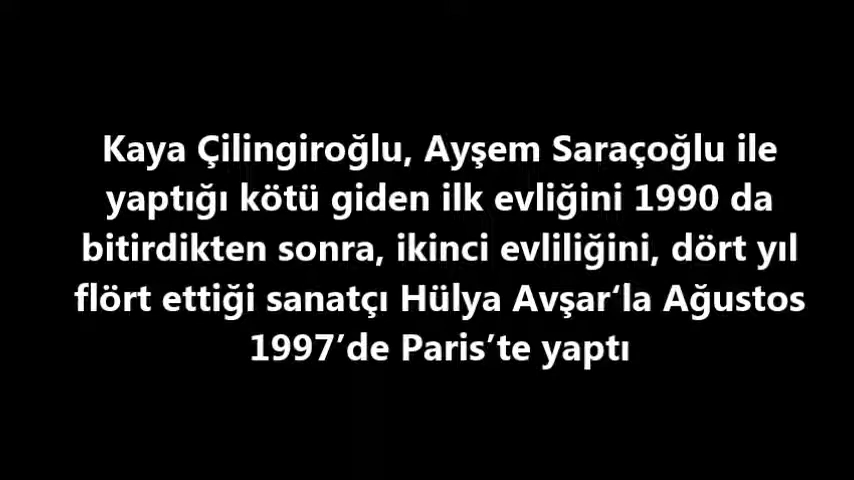 Kaya Çilingiroğlu, Ayşem Saraçoğlu ile
yaptığı kötü giden ilk evliğini 1990 da
bitirdikten sonra, ikinci evliliğini, dört yıl
flört ettiği sanatçı Hülya Avşar‘la Ağustos
1997’de Paris’te yaptı